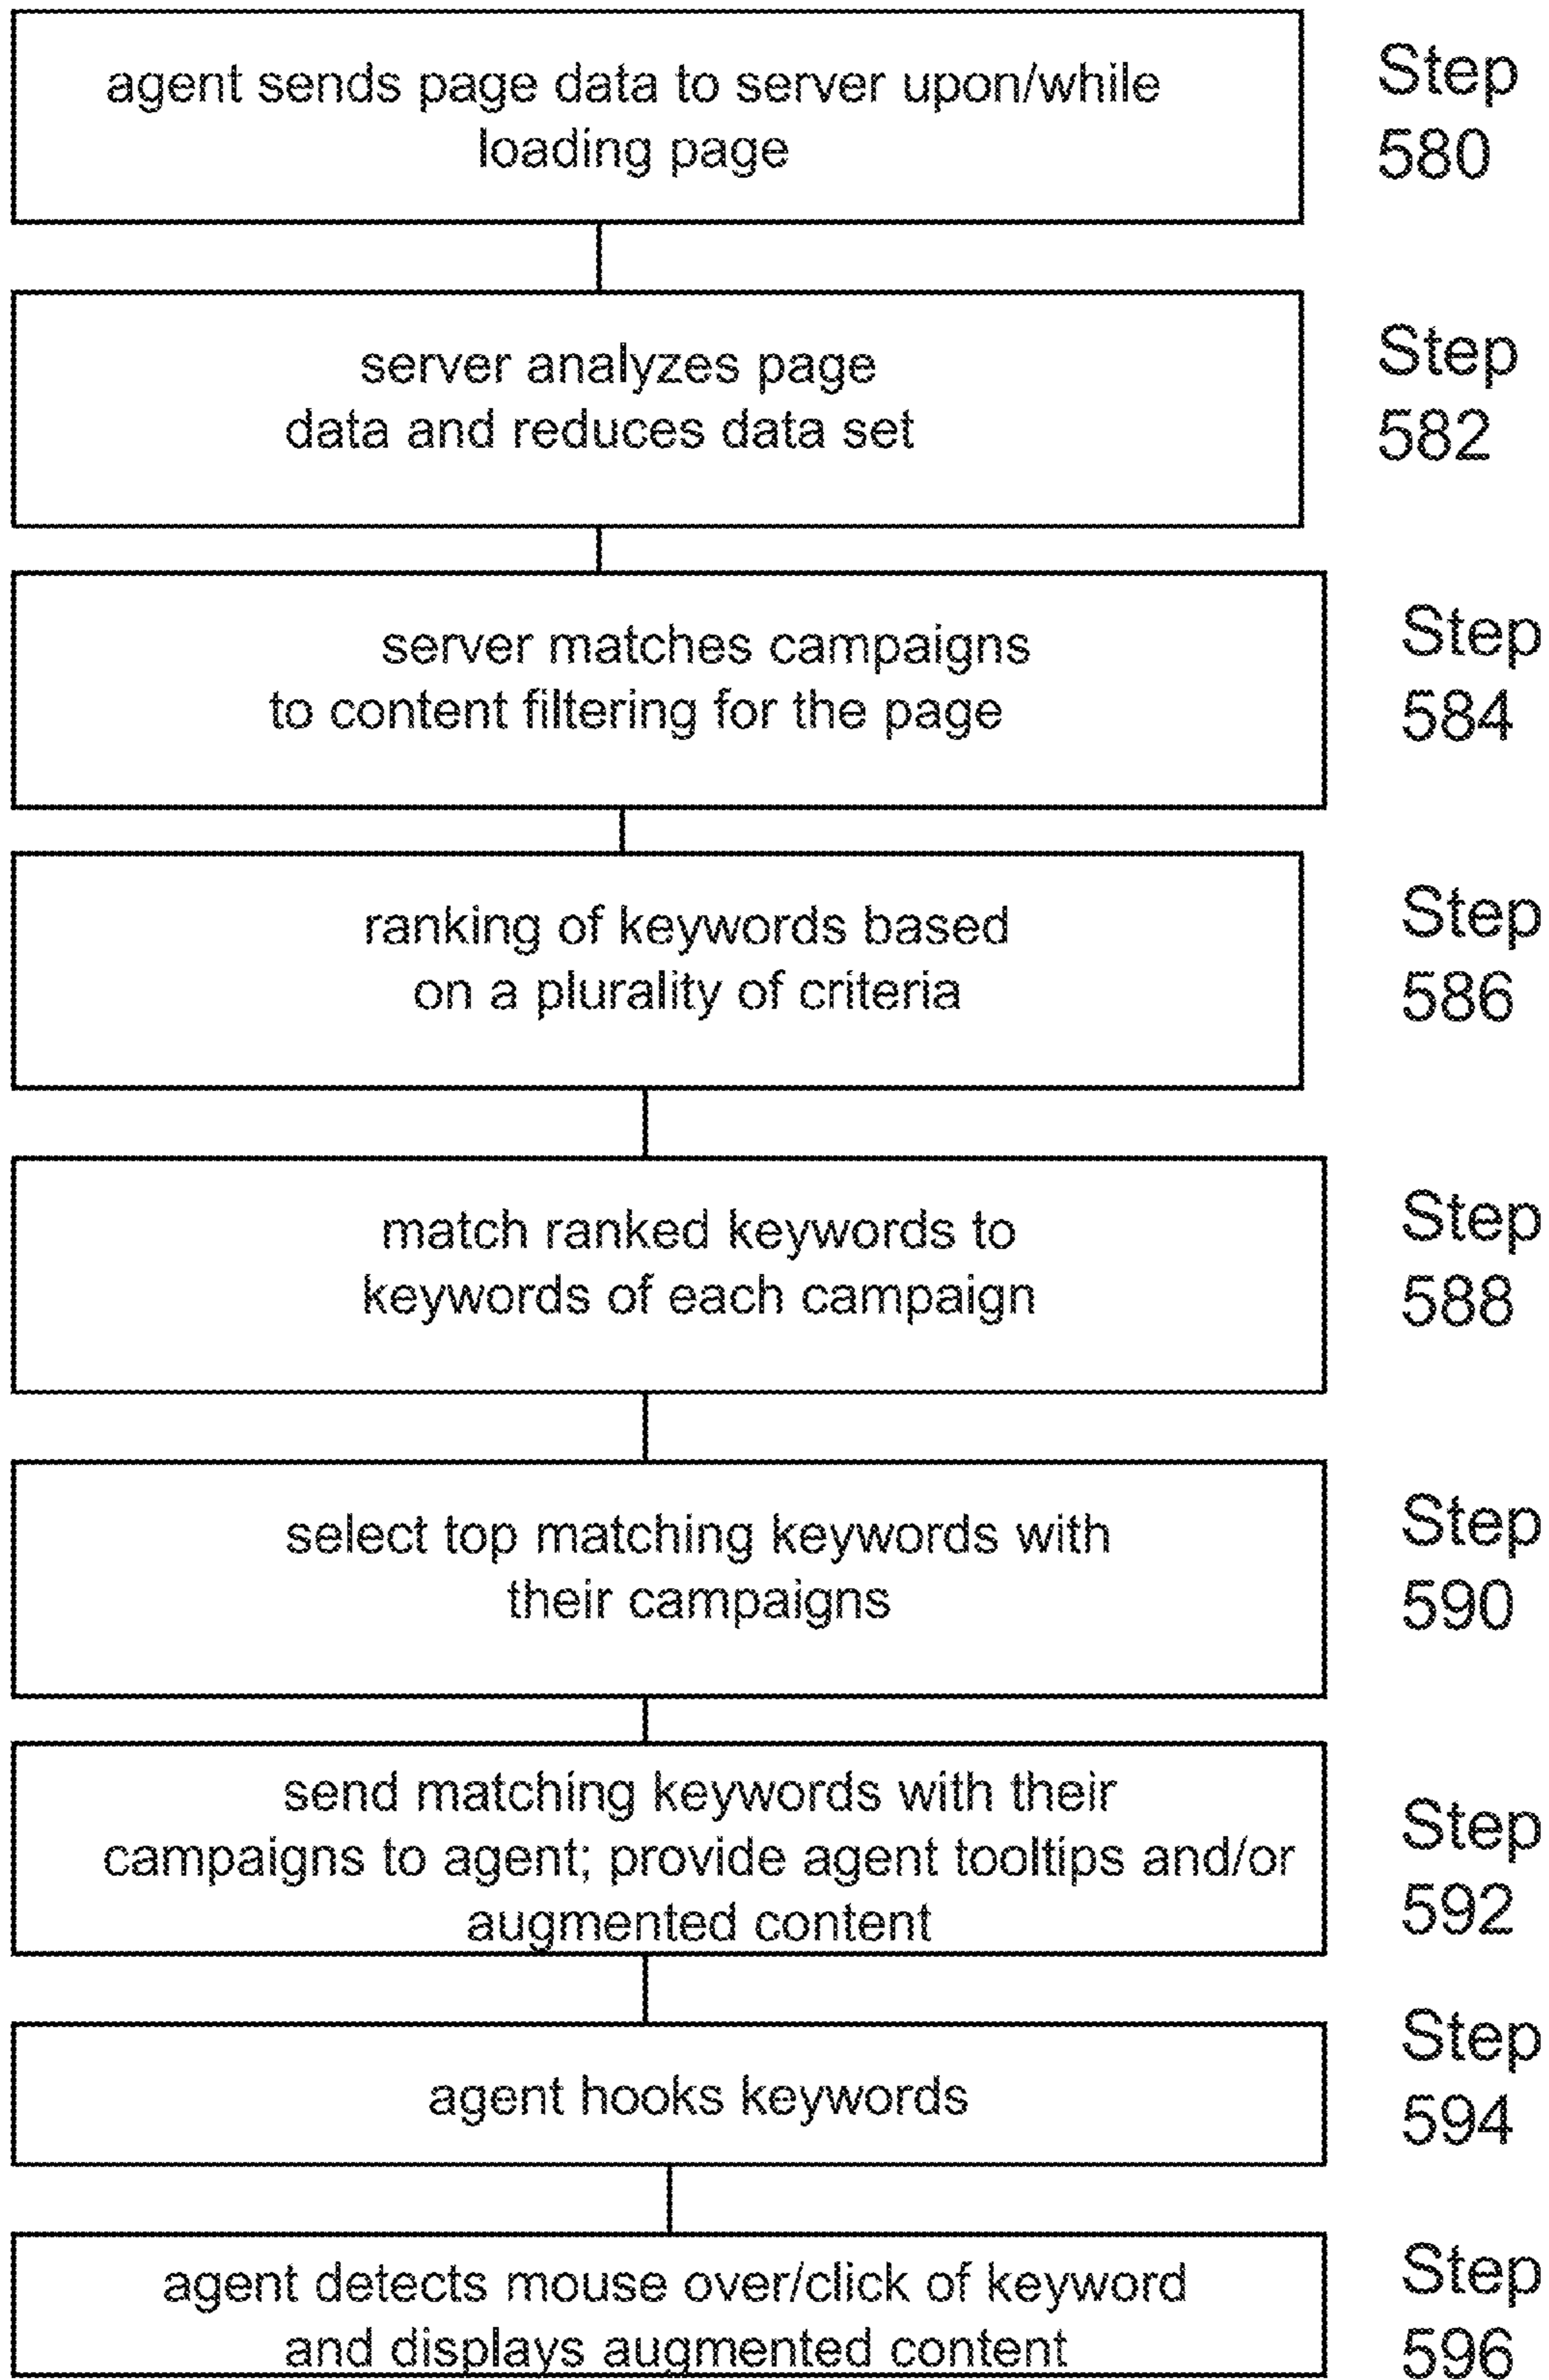 agent sends page data to server upon/while
loading page
Step
580
server analyzes page
data and reduces data set
Step
582
server matches campaigns
to content filtering for the page
Step
584
ranking of keywords based
on a plurality of criteria
Step
586
match ranked keywords to
keywords of each campaign
Step
588
select top matching keywords with
their campaigns
Step
590
send matching keywords with their
campaigns to agent; provide agent tooltips and/or
augmented content
Step
592
agent hooks keywords
Step
594
agent detects mouse over/click of keyword
and displays augmented content
Step
596